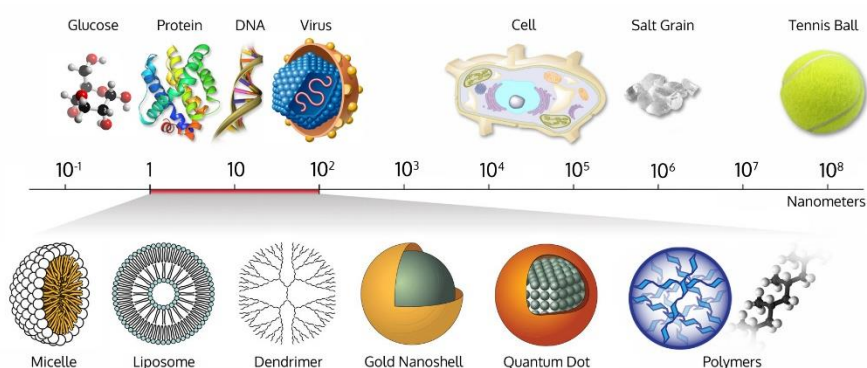 Glucose Protein DNA Virus Cell Salt Grain Tennis Ball
10⁻¹ 1 10 10² 10³ 10⁴ 10⁵ 10⁶ 10⁷ 10⁸
Nanometers
Micelle Liposome Dendrimer Gold Nanoshell Quantum Dot Polymers